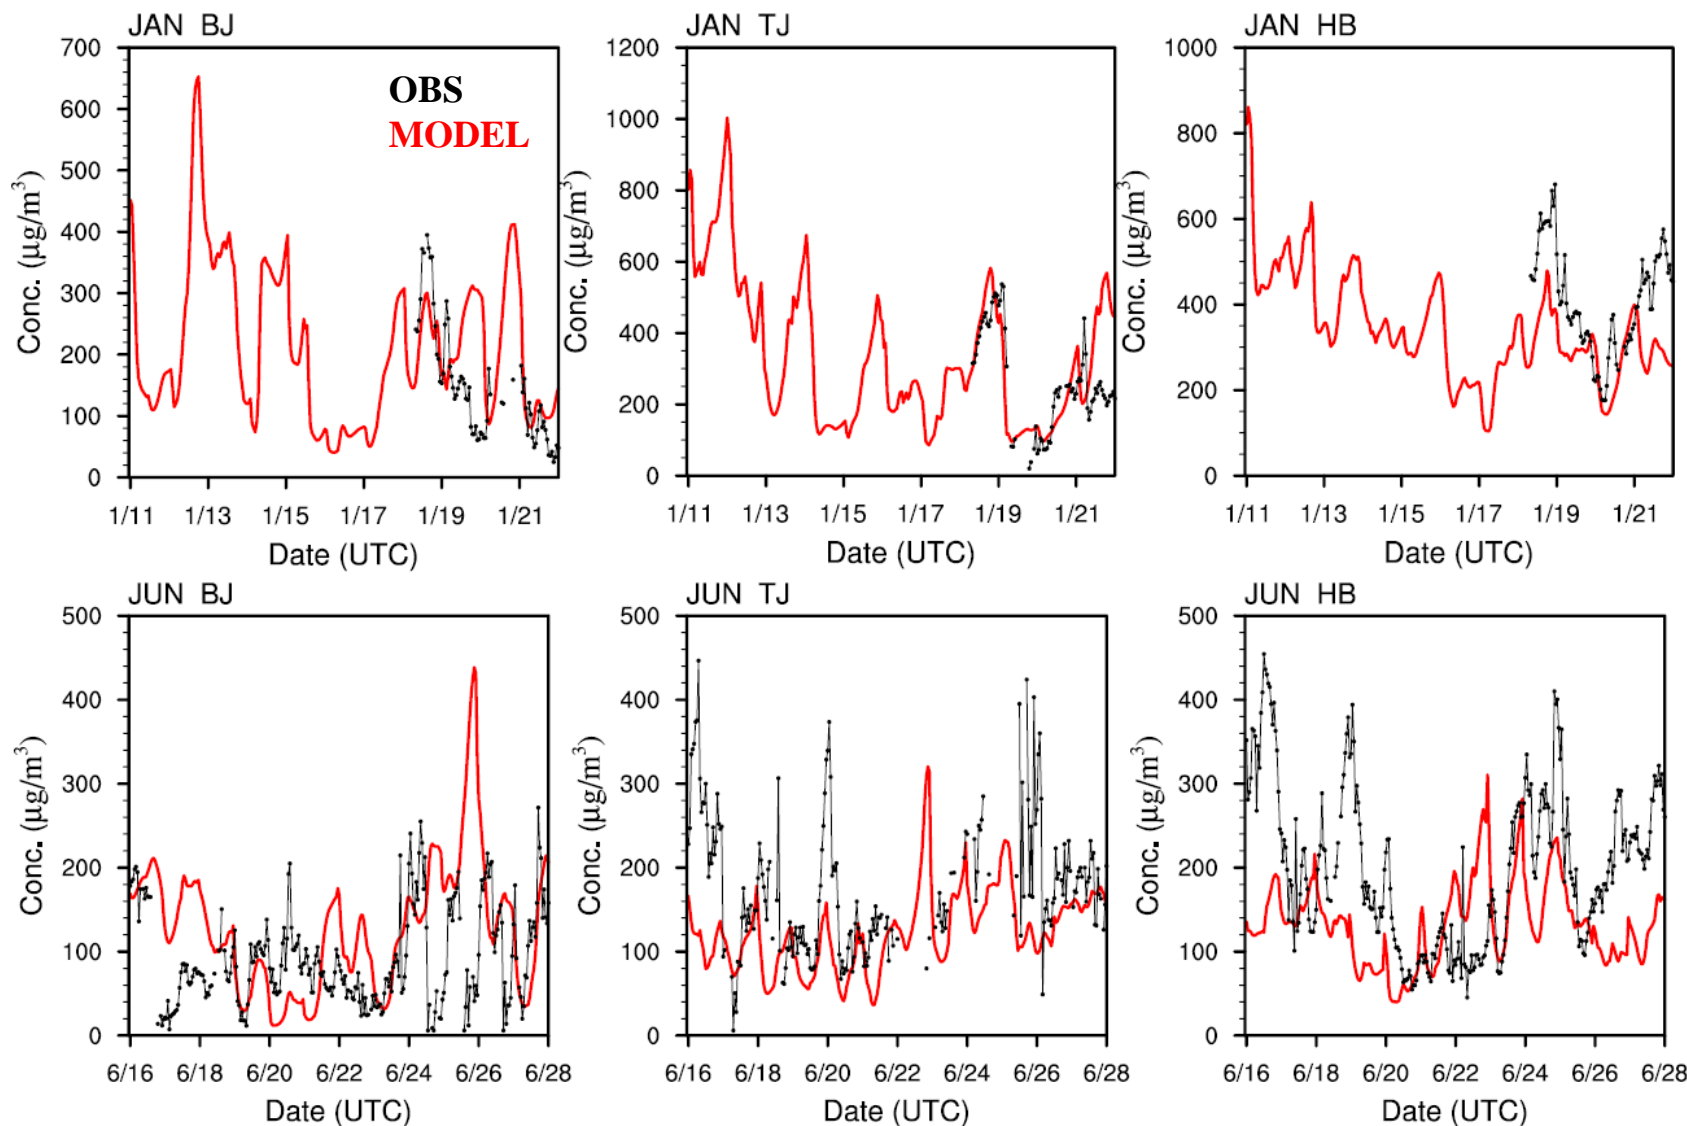 JAN BJ
700
600
500
400
300
200
100
0
Conc. (μg/m³)
OBS
MODEL
1/11 1/13 1/15 1/17 1/19 1/21
Date (UTC)
JAN TJ
1200
1000
800
600
400
200
0
Conc. (μg/m³)
1/11 1/13 1/15 1/17 1/19 1/21
Date (UTC)
JAN HB
1000
800
600
400
200
0
Conc. (μg/m³)
1/11 1/13 1/15 1/17 1/19 1/21
Date (UTC)
JUN BJ
500
400
300
200
100
0
Conc. (μg/m³)
6/16 6/18 6/20 6/22 6/24 6/26 6/28
Date (UTC)
JUN TJ
500
400
300
200
100
0
Conc. (μg/m³)
6/16 6/18 6/20 6/22 6/24 6/26 6/28
Date (UTC)
JUN HB
500
400
300
200
100
0
Conc. (μg/m³)
6/16 6/18 6/20 6/22 6/24 6/26 6/28
Date (UTC)